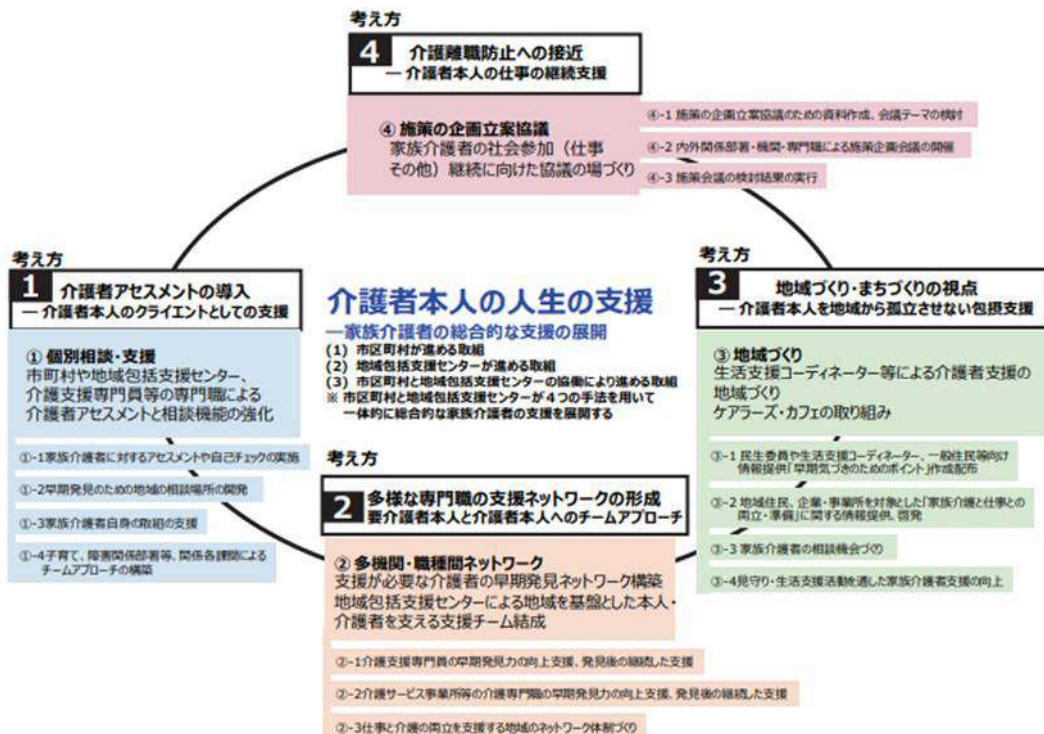 考え方
4 介護離職防止への接近
― 介護者本人の仕事の継続支援
④ 施策の企画立案協議
家族介護者の社会参加（仕事
その他）継続に向けた協議の場づくり
④-1 施策の企画立案協議のための資料作成、会議テーマの検討
④-2 内外関係部署・機関・専門職による施策企画会議の開催
④-3 施策会議の検討結果の実行
考え方
1 介護者アセスメントの導入
― 介護者本人のクライエントとしての支援
① 個別相談・支援
市町村や地域包括支援センター、
介護支援専門員等の専門職による
介護者アセスメントと相談機能の強化
①-1家族介護者に対するアセスメントや自己チェックの実施
①-2早期発見のための地域の相談場所の開発
①-3家族介護者自身の取組の支援
①-4子育て、障害関係部署等、関係各課間による
チームアプローチの構築
介護者本人の人生の支援
―家族介護者の総合的な支援の展開
(1) 市区町村が進める取組
(2) 地域包括支援センターが進める取組
(3) 市区町村と地域包括支援センターの協働により進める取組
※ 市区町村と地域包括支援センターが４つの手法を用いて
一体的に総合的な家族介護者の支援を展開する
考え方
2 多様な専門職の支援ネットワークの形成
要介護者本人と介護者本人へのチームアプローチ
② 多機関・職種間ネットワーク
支援が必要な介護者の早期発見ネットワーク構築
地域包括支援センターによる地域を基盤とした本人・
介護者を支える支援チーム結成
②-1介護支援専門員の早期発見力の向上支援、発見後の継続した支援
②-2介護サービス事業所等の介護専門職の早期発見力の向上支援、発見後の継続した支援
②-3仕事と介護の両立を支援する地域のネットワーク体制づくり
考え方
3 地域づくり・まちづくりの視点
― 介護者本人を地域から孤立させない包摂支援
③ 地域づくり
生活支援コーディネーター等による介護者支援の
地域づくり
ケアラーズ・カフェの取り組み
③-1 民生委員や生活支援コーディネーター、一般住民等向け
情報提供「早期気づきのためのポイント」作成配布
③-2 地域住民、企業・事業所を対象とした「家族介護と仕事との
両立・準備」に関する情報提供、啓発
③-3 家族介護者の相談機会づくり
③-4見守り・生活支援活動を通した家族介護者支援の向上